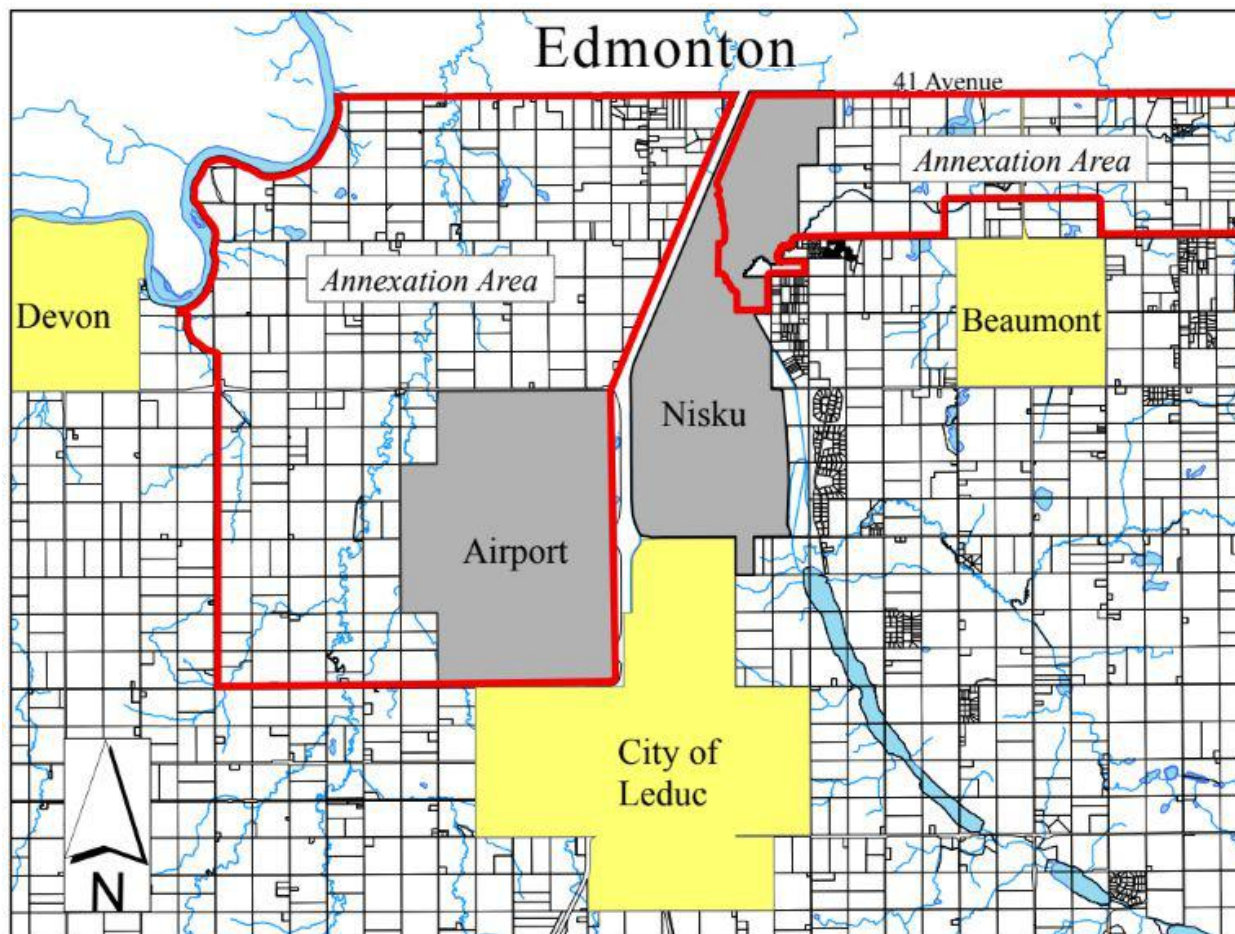 Edmonton
41 Avenue
Annexation Area
Annexation Area
Devon
Beaumont
Nisku
Airport
City of
Leduc
N